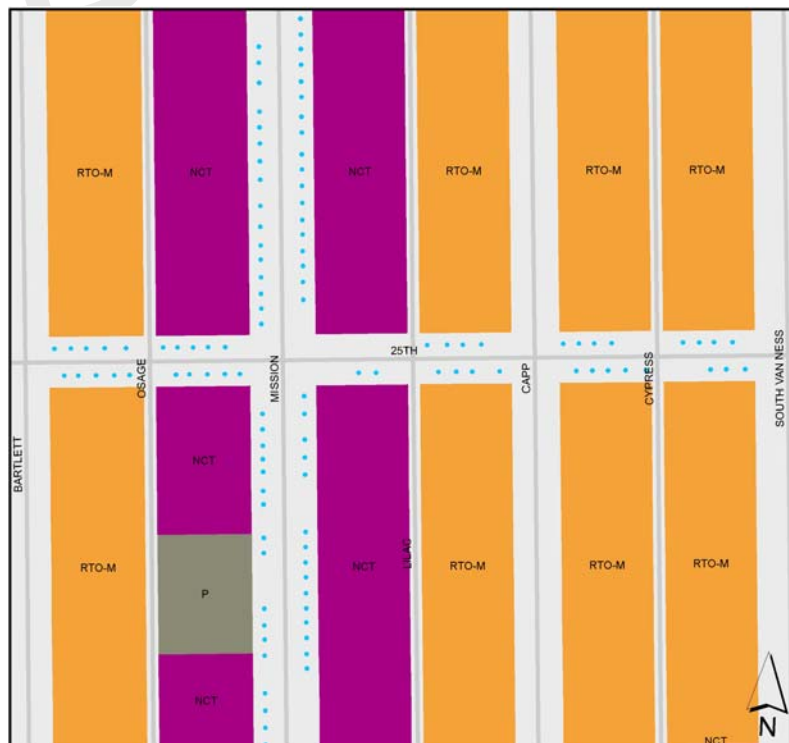 RTO-M
NCT
NCT
RTO-M
RTO-M
RTO-M
25TH
OSAGE
MISSION
CAPP
CYPRESS
SOUTH VAN NESS
BARTLETT
NCT
RTO-M
P
LILAC
NCT
RTO-M
RTO-M
RTO-M
NCT
N
NCT